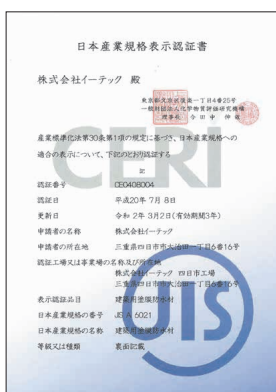 日本産業規格表示認証書
株式会社イーテック 殿
東京都文京区後楽一丁目4番25号
一般財団法人化学物質評価研究機構
理事長 今田中 伸哉
産業標準化法第30条第1項の規定に基づき、日本産業規格への
適合の表示について、下記のとおり認証する
記
CERI
認証番号 CE0408004
認証日 平成20年 7月 8日
更新日 令和 2年 3月2日(有効期間3年)
申請者の名称 株式会社イーテック
申請者の所在地 三重県四日市市大治田一丁目6番16号
認証工場又は事業場の名称及び所在地
株式会社イーテック 四日市工場
三重県四日市市大治田一丁目6番16号
表示認証品目 建築用塗膜防水材
日本産業規格の番号 JIS A 6021
日本産業規格の名称 建築用塗膜防水材
等級又は種類 裏面記載
JIS